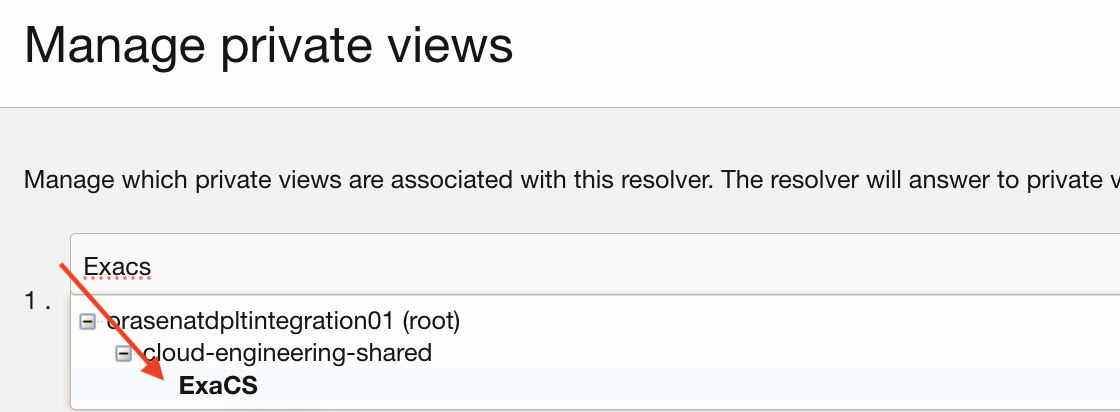 Manage private views
Manage which private views are associated with this resolver. The resolver will answer to private v
Exacs
1 .
orasenatdpltintegration01 (root)
cloud-engineering-shared
ExaCS